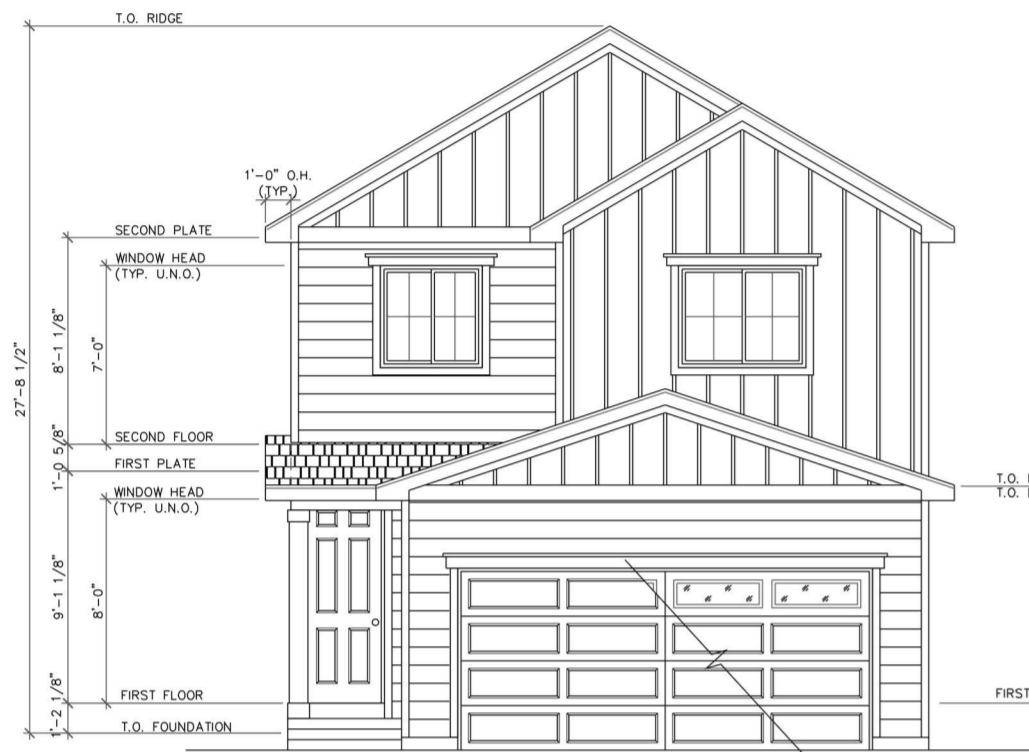 T.O. RIDGE
1'-0" O.H.
(TYP.)
SECOND PLATE
WINDOW HEAD
(TYP. U.N.O.)
8'-1 1/8"
7'-0"
27'-8 1/2"
SECOND FLOOR
1'-0 5/8"
FIRST PLATE
T.O.
WINDOW HEAD
(TYP. U.N.O.)
T.O.
9'-1 1/8"
8'-0"
FIRST FLOOR
FIRST
1'-2 1/8"
T.O. FOUNDATION